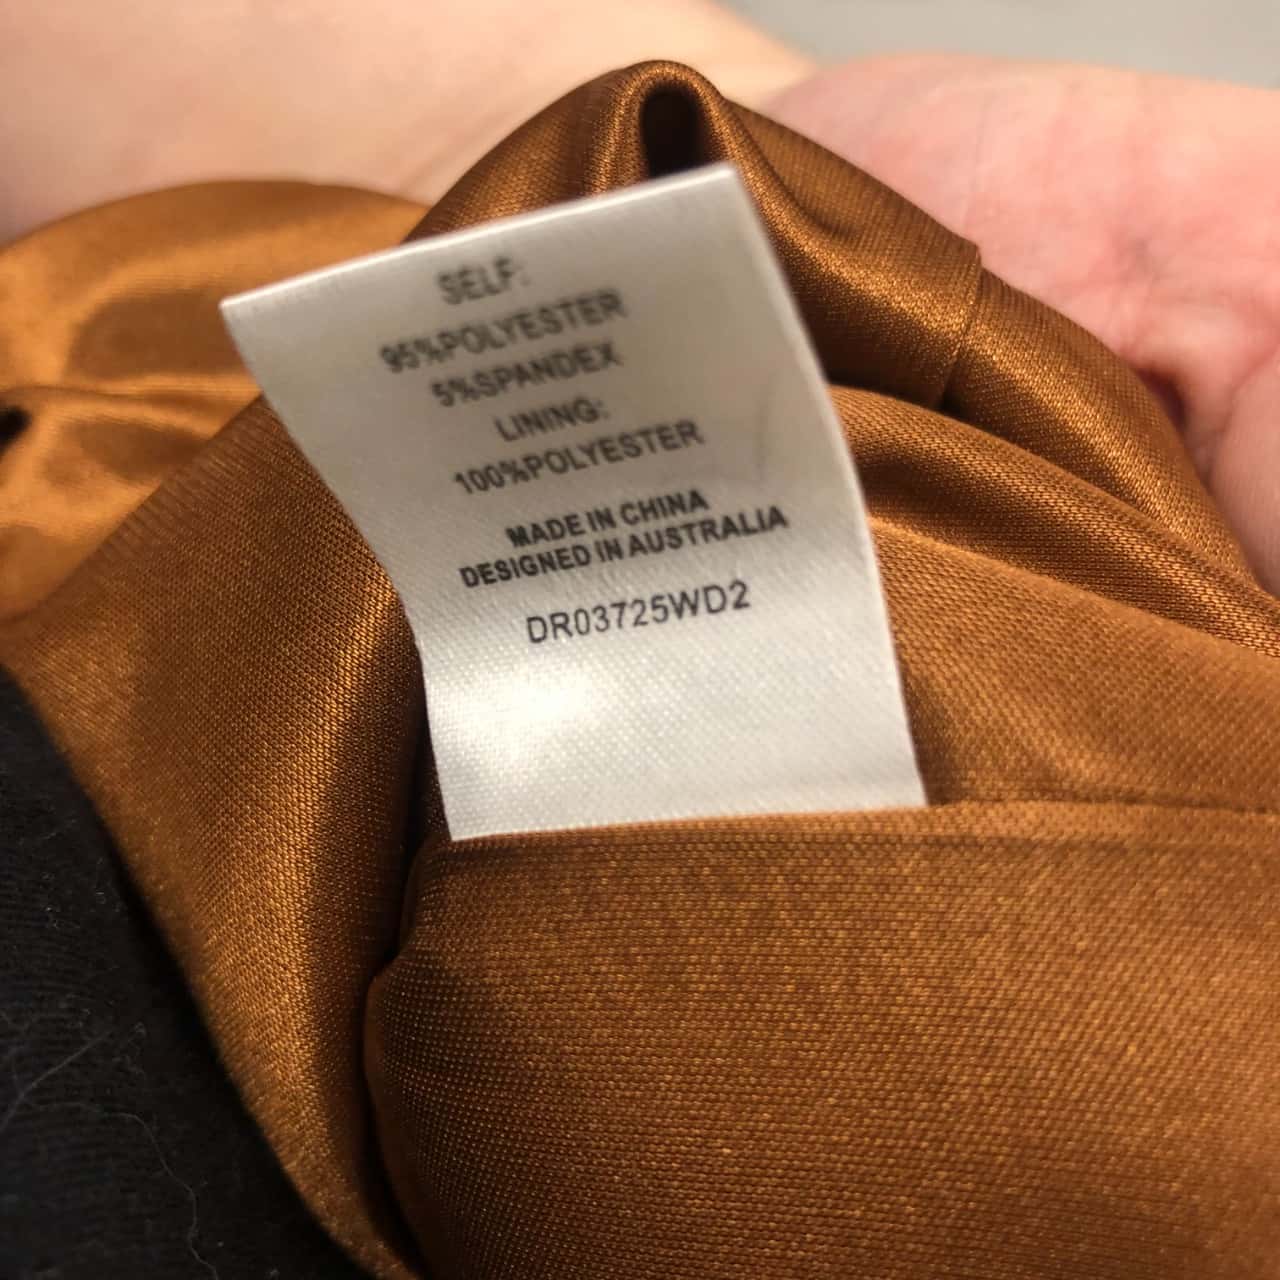 SELF:
95%POLYESTER
5%SPANDEX
LINING:
100%POLYESTER
MADE IN CHINA
DESIGNED IN AUSTRALIA
DR03725WD2